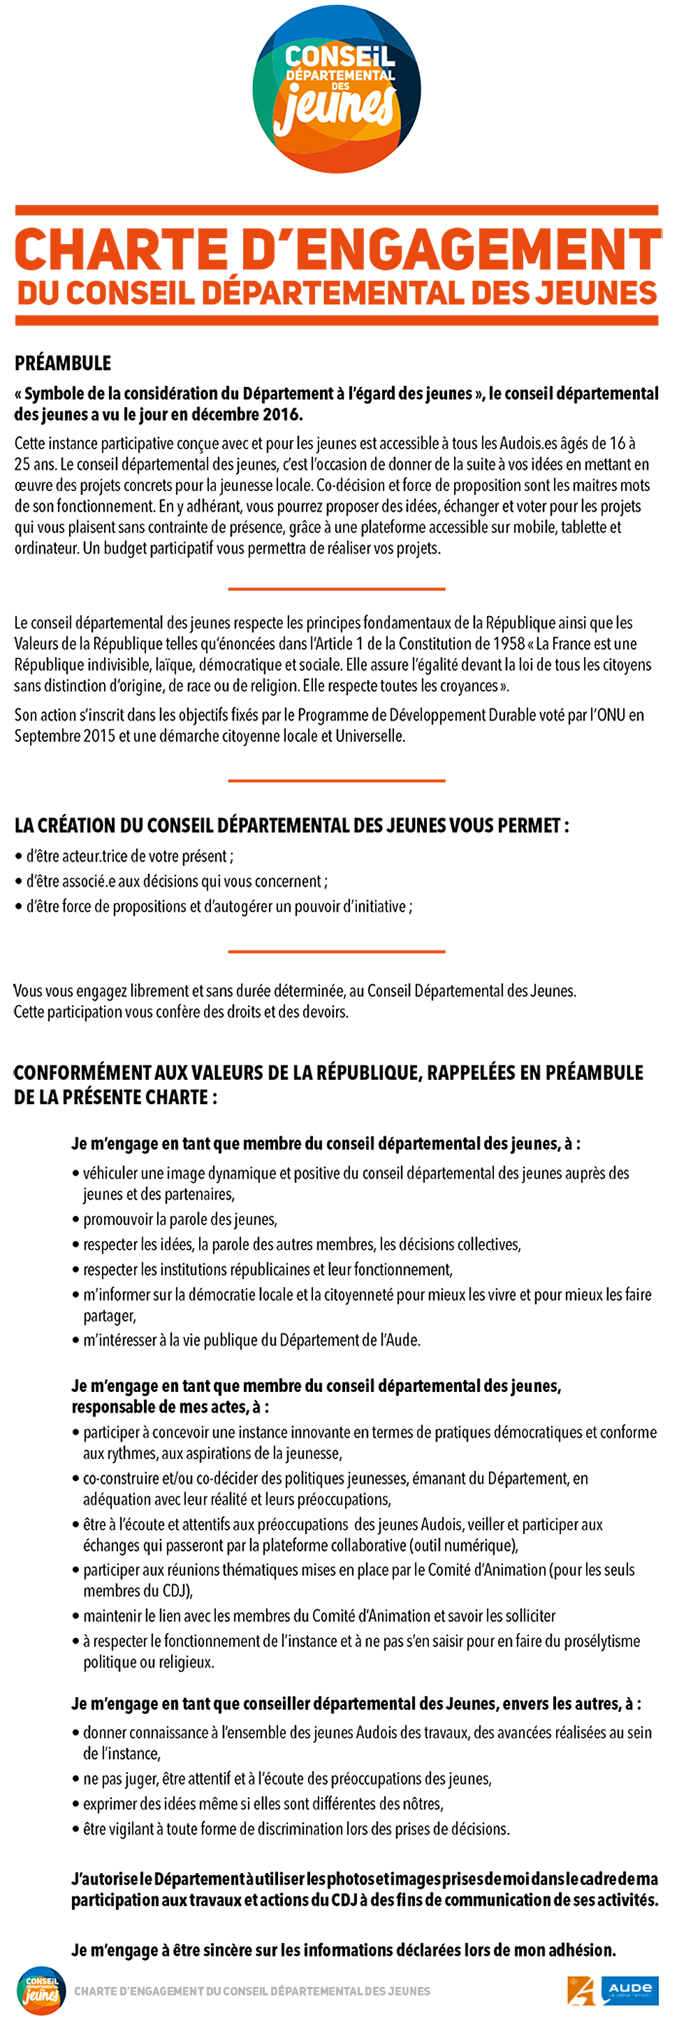 CONSEiL
DÉPARTEMENTAL
DES
jeunes
CHARTE D'ENGAGEMENT
DU CONSEIL DÉPARTEMENTAL DES JEUNES
PRÉAMBULE
« Symbole de la considération du Département à l'égard des jeunes », le conseil départemental
des jeunes a vu le jour en décembre 2016.
Cette instance participative conçue avec et pour les jeunes est accessible à tous les Audois.es âgés de 16 à
25 ans. Le conseil départemental des jeunes, c'est l'occasion de donner de la suite à vos idées en mettant en
œuvre des projets concrets pour la jeunesse locale. Co-décision et force de proposition sont les maitres mots
de son fonctionnement. En y adhérant, vous pourrez proposer des idées, échanger et voter pour les projets
qui vous plaisent sans contrainte de présence, grâce à une plateforme accessible sur mobile, tablette et
ordinateur. Un budget participatif vous permettra de réaliser vos projets.
Le conseil départemental des jeunes respecte les principes fondamentaux de la République ainsi que les
Valeurs de la République telles qu'énoncées dans l'Article 1 de la Constitution de 1958 « La France est une
République indivisible, laïque, démocratique et sociale. Elle assure l'égalité devant la loi de tous les citoyens
sans distinction d'origine, de race ou de religion. Elle respecte toutes les croyances ».
Son action s'inscrit dans les objectifs fixés par le Programme de Développement Durable voté par l'ONU en
Septembre 2015 et une démarche citoyenne locale et Universelle.
LA CRÉATION DU CONSEIL DÉPARTEMENTAL DES JEUNES VOUS PERMET :
• d'être acteur.trice de votre présent ;
• d'être associé.e aux décisions qui vous concernent ;
• d'être force de propositions et d'autogérer un pouvoir d'initiative ;
Vous vous engagez librement et sans durée déterminée, au Conseil Départemental des Jeunes.
Cette participation vous confère des droits et des devoirs.
CONFORMÉMENT AUX VALEURS DE LA RÉPUBLIQUE, RAPPELÉES EN PRÉAMBULE
DE LA PRÉSENTE CHARTE :
Je m'engage en tant que membre du conseil départemental des jeunes, à :
• véhiculer une image dynamique et positive du conseil départemental des jeunes auprès des
jeunes et des partenaires,
• promouvoir la parole des jeunes,
• respecter les idées, la parole des autres membres, les décisions collectives,
• respecter les institutions républicaines et leur fonctionnement,
• m'informer sur la démocratie locale et la citoyenneté pour mieux les vivre et pour mieux les faire
partager,
• m'intéresser à la vie publique du Département de l'Aude.
Je m'engage en tant que membre du conseil départemental des jeunes,
responsable de mes actes, à :
• participer à concevoir une instance innovante en termes de pratiques démocratiques et conforme
aux rythmes, aux aspirations de la jeunesse,
• co-construire et/ou co-décider des politiques jeunesses, émanant du Département, en
adéquation avec leur réalité et leurs préoccupations,
• être à l'écoute et attentifs aux préoccupations des jeunes Audois, veiller et participer aux
échanges qui passeront par la plateforme collaborative (outil numérique),
• participer aux réunions thématiques mises en place par le Comité d'Animation (pour les seuls
membres du CDJ),
• maintenir le lien avec les membres du Comité d'Animation et savoir les solliciter
• à respecter le fonctionnement de l'instance et à ne pas s'en saisir pour en faire du prosélytisme
politique ou religieux.
Je m'engage en tant que conseiller départemental des Jeunes, envers les autres, à :
• donner connaissance à l'ensemble des jeunes Audois des travaux, des avancées réalisées au sein
de l'instance,
• ne pas juger, être attentif et à l'écoute des préoccupations des jeunes,
• exprimer des idées même si elles sont différentes des nôtres,
• être vigilant à toute forme de discrimination lors des prises de décisions.
J'autorise le Département à utiliser les photos et images prises de moi dans le cadre de ma
participation aux travaux et actions du CDJ à des fins de communication de ses activités.
Je m'engage à être sincère sur les informations déclarées lors de mon adhésion.
CONSEiL
DÉPARTEMENTAL
jeunes
CHARTE D'ENGAGEMENT DU CONSEIL DÉPARTEMENTAL DES JEUNES
AUDE